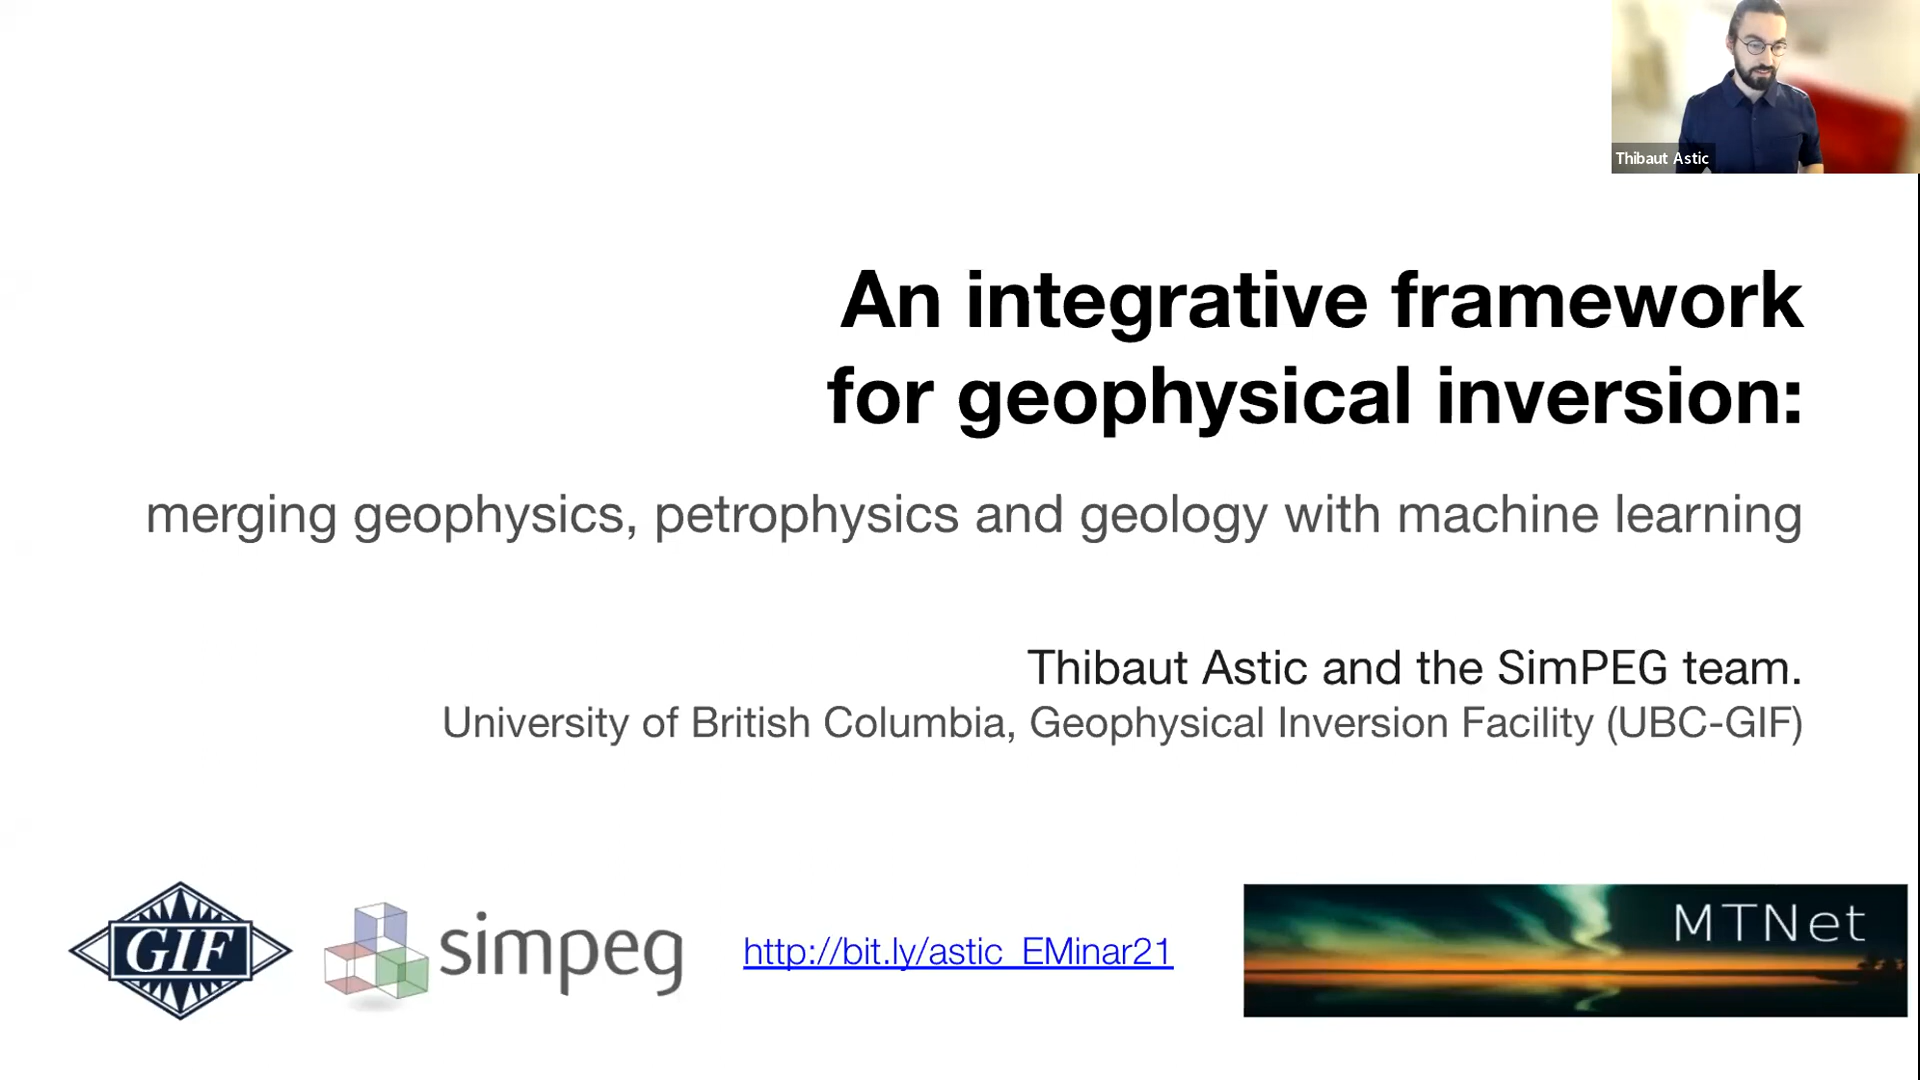 Thibaut Astic
An integrative framework
for geophysical inversion:
merging geophysics, petrophysics and geology with machine learning
Thibaut Astic and the SimPEG team.
University of British Columbia, Geophysical Inversion Facility (UBC-GIF)
GIF
simpeg
http://bit.ly/astic_EMinar21
MTNet